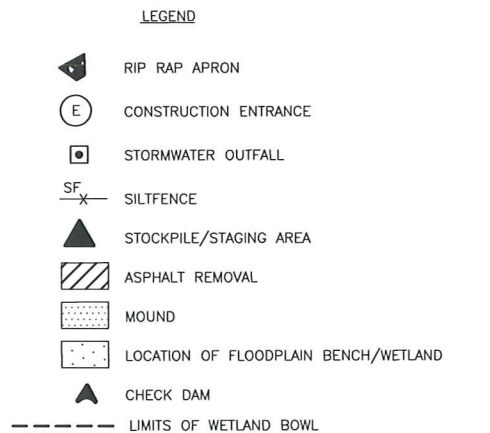 LEGEND
RIP RAP APRON
E CONSTRUCTION ENTRANCE
STORMWATER OUTFALL
SF X SILTFENCE
STOCKPILE/STAGING AREA
ASPHALT REMOVAL
MOUND
LOCATION OF FLOODPLAIN BENCH/WETLAND
CHECK DAM
LIMITS OF WETLAND BOWL